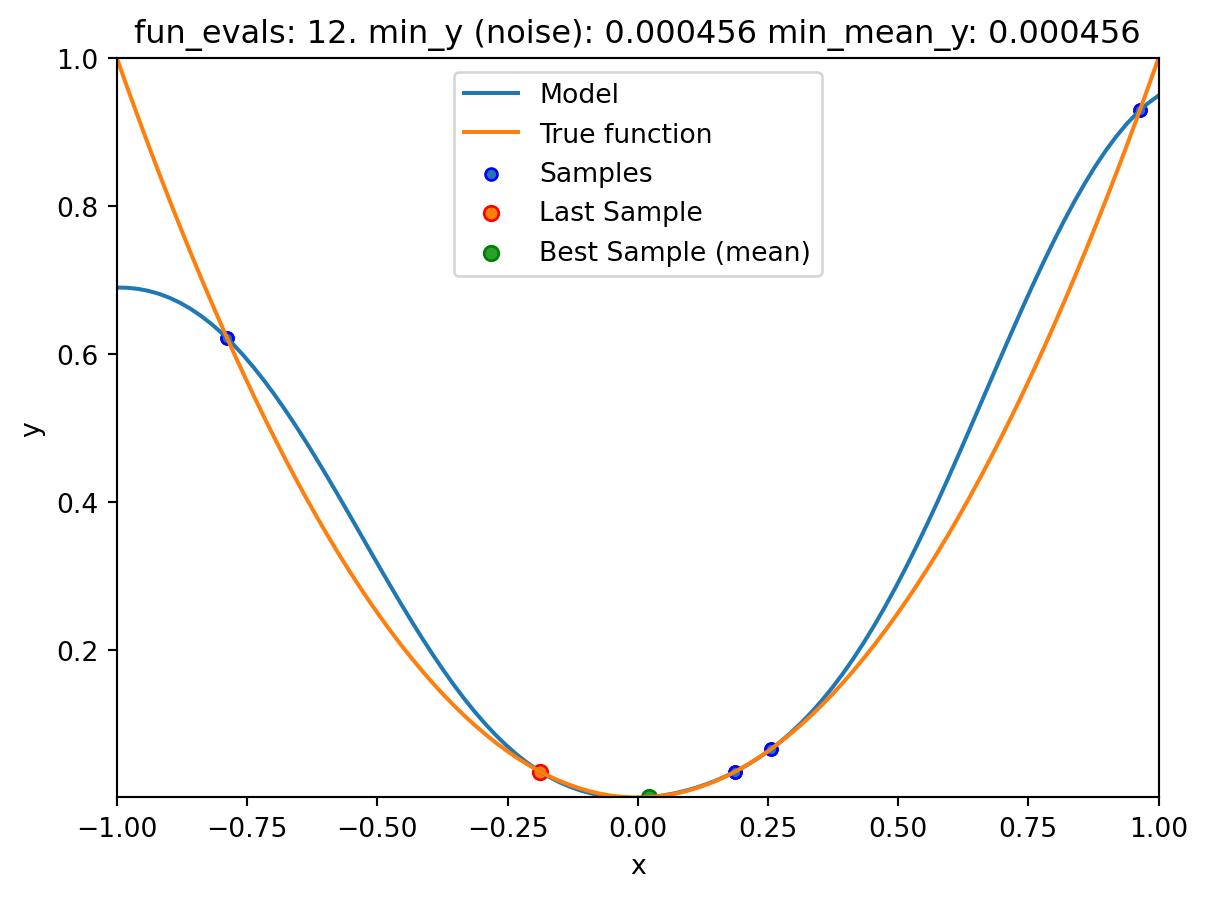 fun_evals: 12. min_y (noise): 0.000456 min_mean_y: 0.000456
1.0
0.8
0.6
0.4
0.2
y
Model
True function
Samples
Last Sample
Best Sample (mean)
−1.00 −0.75 −0.50 −0.25 0.00 0.25 0.50 0.75 1.00
x